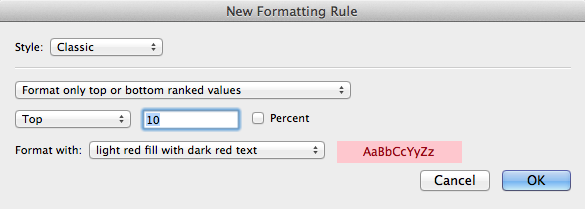 New Formatting Rule
Style: Classic
Format only top or bottom ranked values
Top 10 Percent
Format with: light red fill with dark red text AaBbCcYyZz
Cancel OK